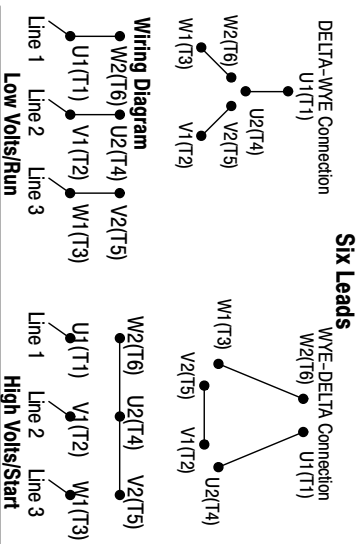 Six Leads
DELTA-WYE Connection
U1(T1)
U2(T4)
W2(T6) V2(T5)
W1(T3) V1(T2)
WYE-DELTA Connection
W2(T6) U1(T1)
W1(T3) U2(T4)
V2(T5) V1(T2)
Wiring Diagram
W2(T6) U2(T4) V2(T5)
U1(T1) V1(T2) W1(T3)
Line 1 Line 2 Line 3
Low Volts/Run
W2(T6) U2(T4) V2(T5)
U1(T1) V1(T2) W1(T3)
Line 1 Line 2 Line 3
High Volts/Start